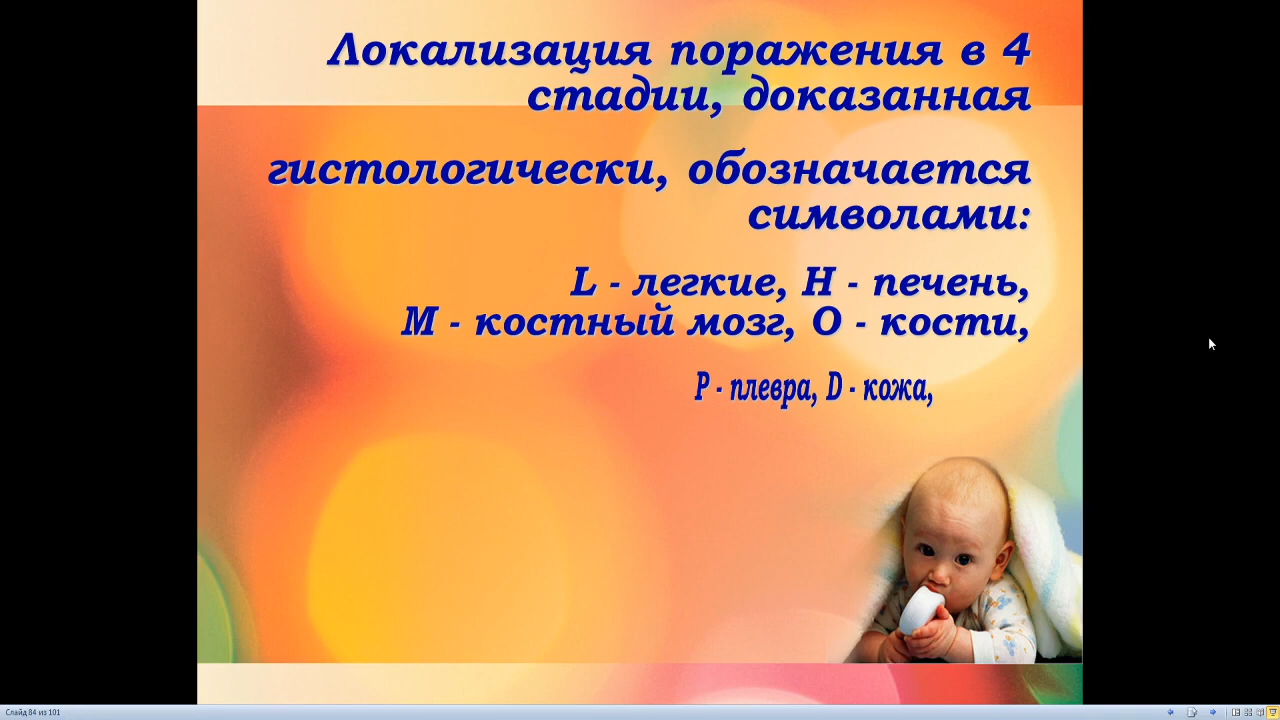 Локализация поражения в 4
стадии, доказанная
гистологически, обозначается
символами:
L - легкие, H - печень,
M - костный мозг, O - кости,
P - плевра, D - кожа,
Слайд 84 из 101